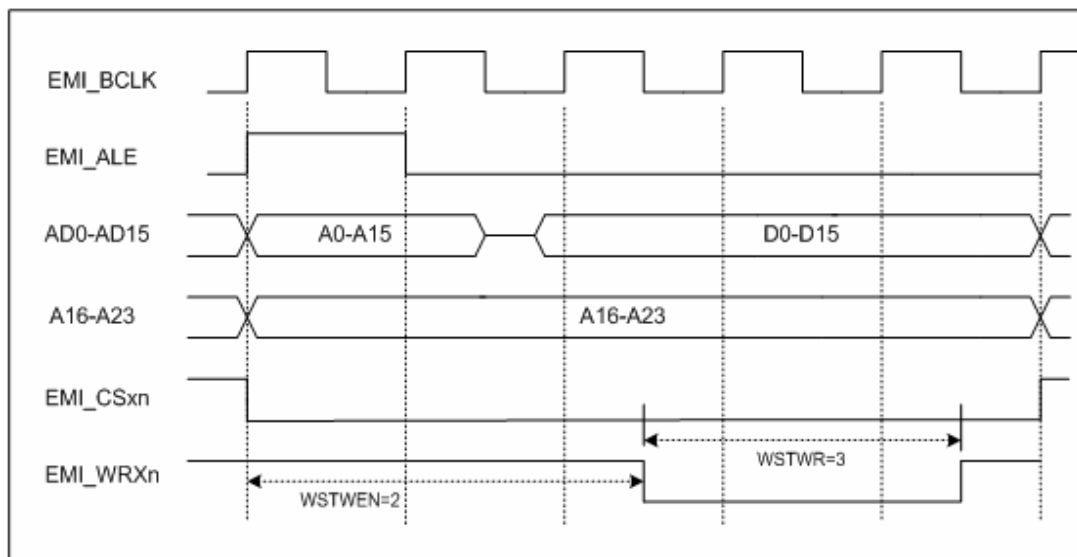 EMI_BCLK
EMI_ALE
AD0-AD15
A0-A15
D0-D15
A16-A23
A16-A23
EMI_CSxn
WSTWR=3
EMI_WRXn
WSTWEN=2